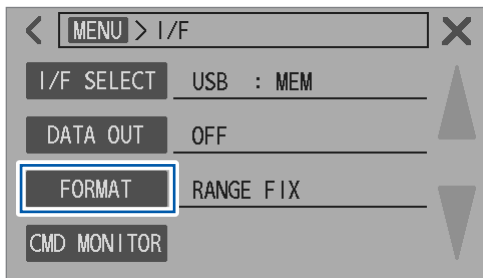 MENU > I/F
I/F SELECT USB : MEM
DATA OUT OFF
FORMAT RANGE FIX
CMD MONITOR